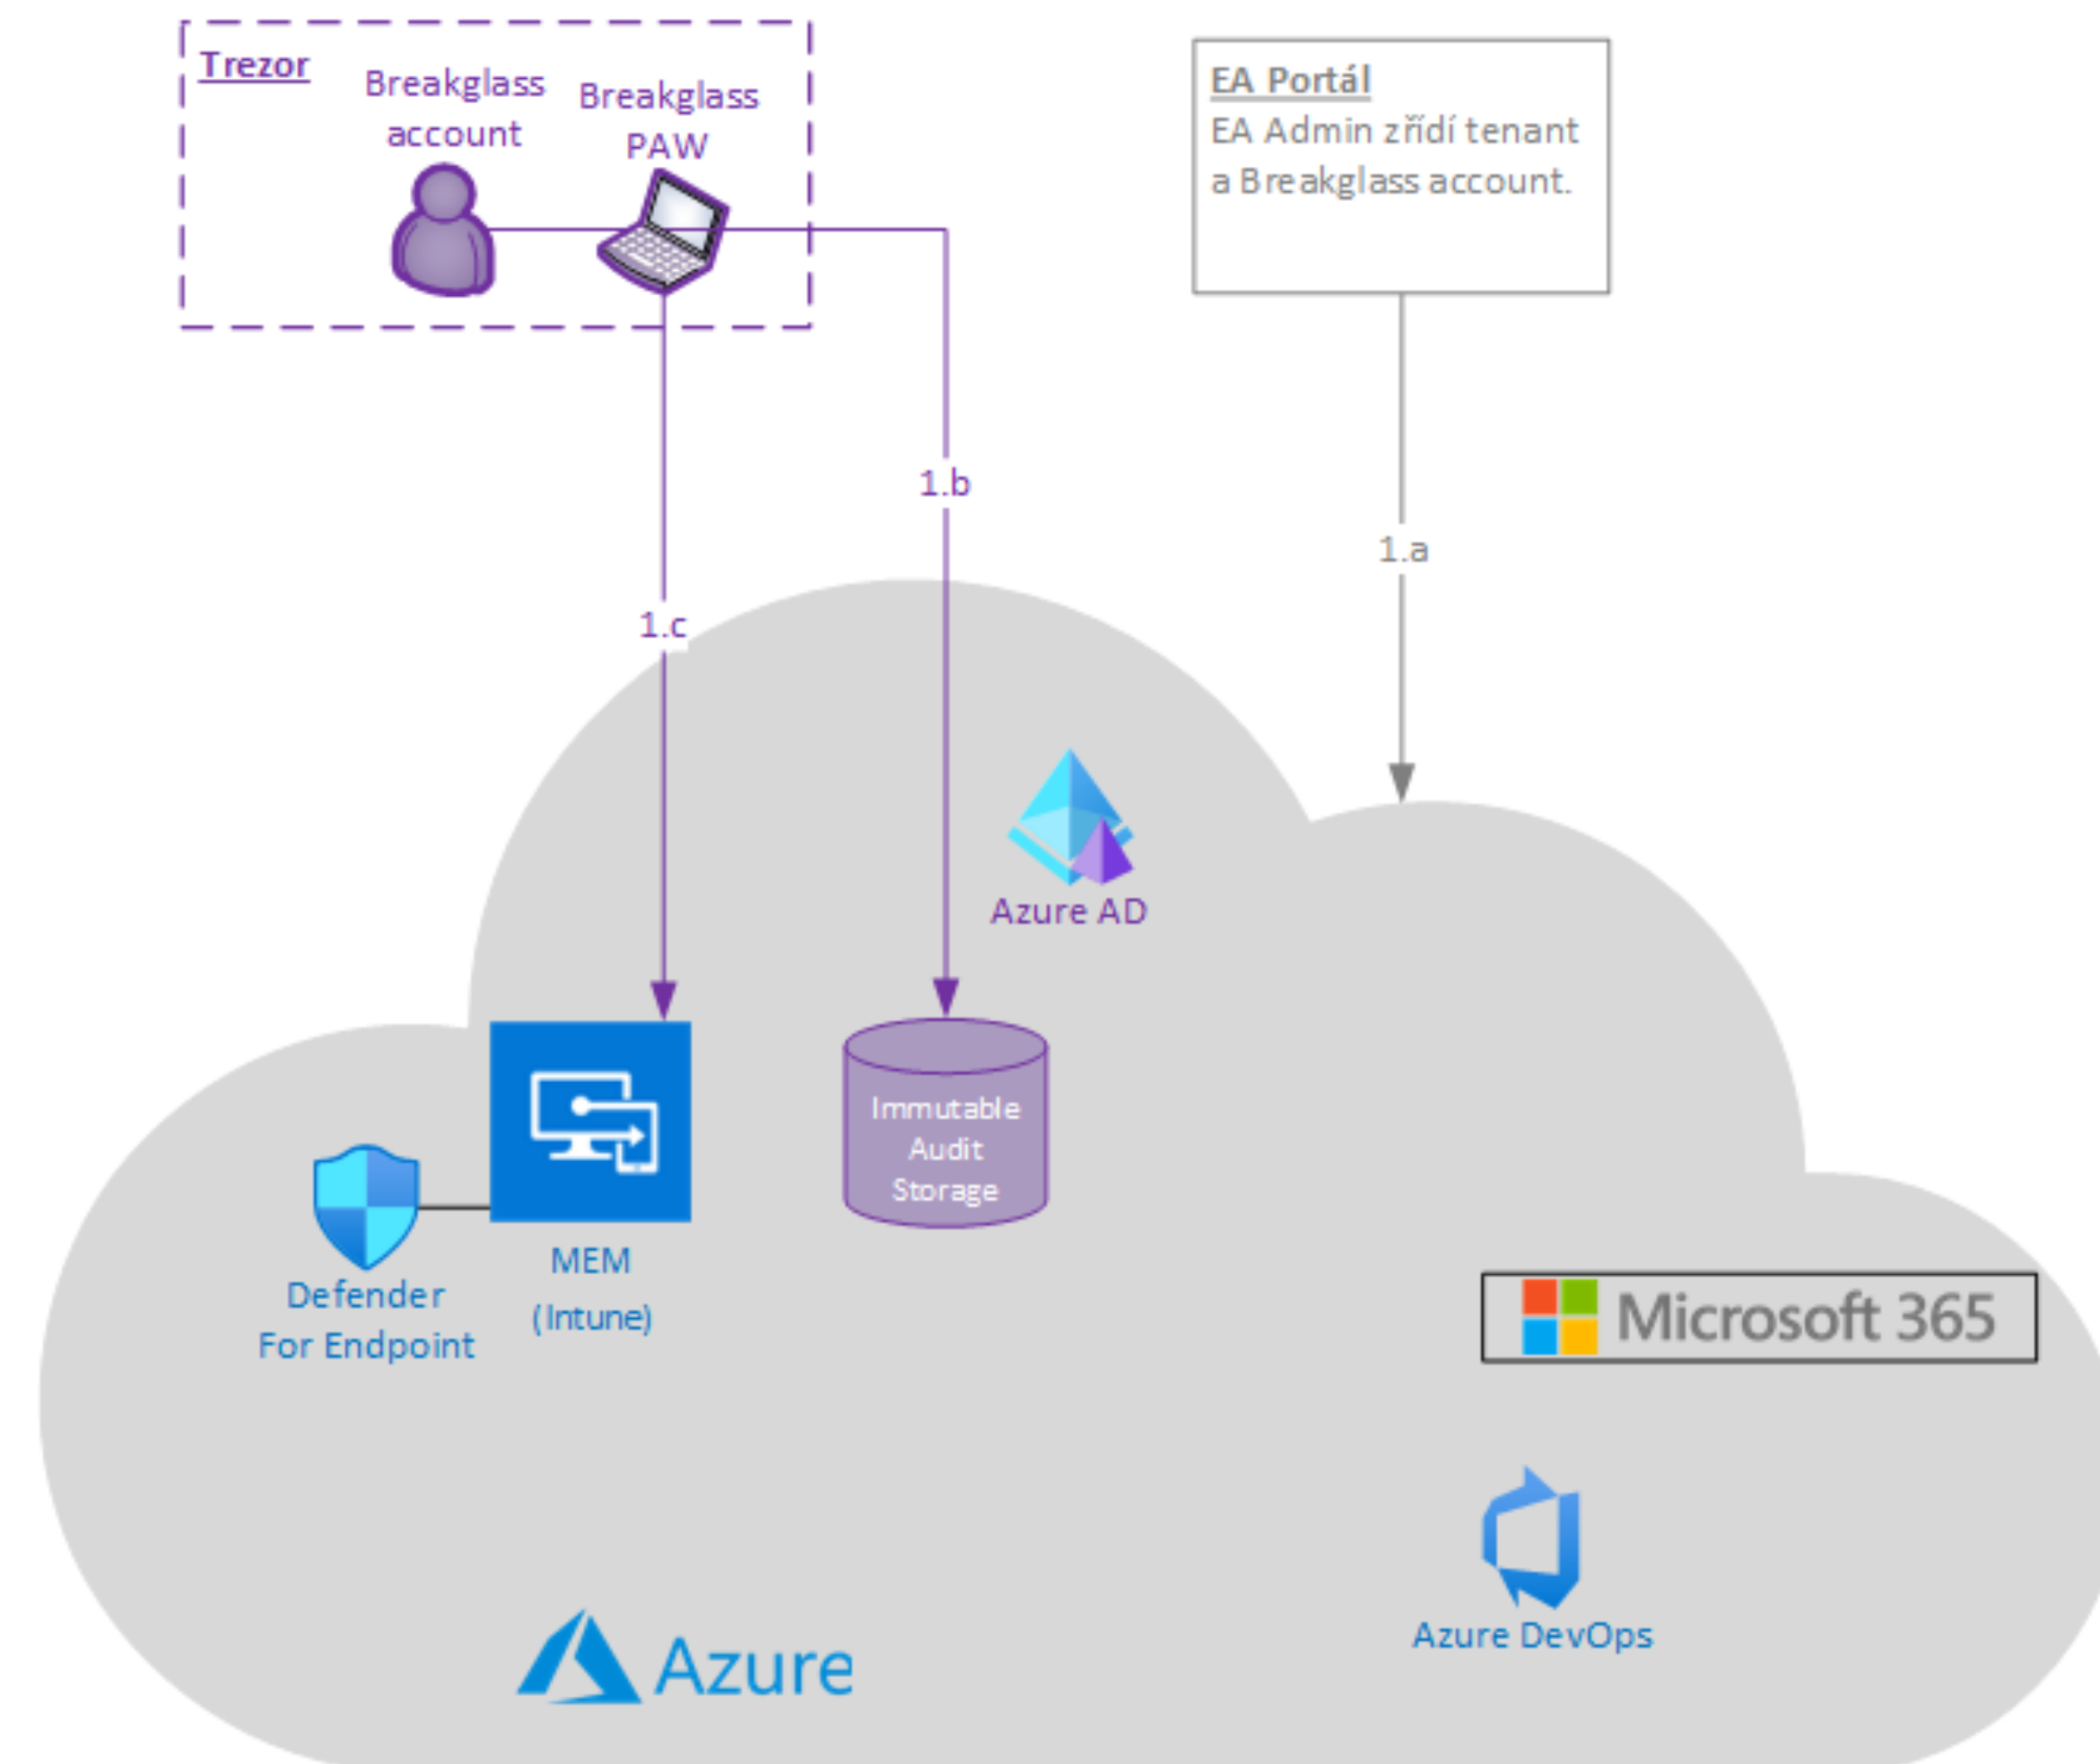 Trezor
Breakglass
account
Breakglass
PAW
EA Portál
EA Admin zřídí tenant
a Breakglass account.
1.b
1.a
1.c
Azure AD
Immutable
Audit
Storage
MEM
(Intune)
Defender
For Endpoint
Microsoft 365
Azure DevOps
Azure